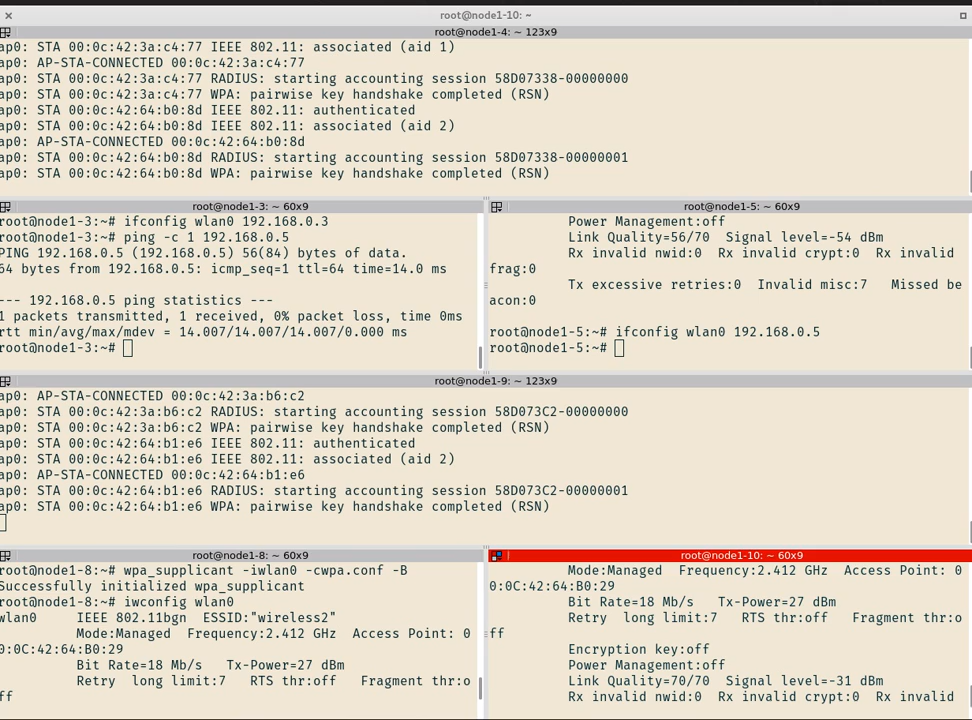 root@node1-10: ~
root@node1-4: ~ 123x9
ap0: STA 00:0c:42:3a:c4:77 IEEE 802.11: associated (aid 1)
ap0: AP-STA-CONNECTED 00:0c:42:3a:c4:77
ap0: STA 00:0c:42:3a:c4:77 RADIUS: starting accounting session 58D07338-00000000
ap0: STA 00:0c:42:3a:c4:77 WPA: pairwise key handshake completed (RSN)
ap0: STA 00:0c:42:64:b0:8d IEEE 802.11: authenticated
ap0: STA 00:0c:42:64:b0:8d IEEE 802.11: associated (aid 2)
ap0: AP-STA-CONNECTED 00:0c:42:64:b0:8d
ap0: STA 00:0c:42:64:b0:8d RADIUS: starting accounting session 58D07338-00000001
ap0: STA 00:0c:42:64:b0:8d WPA: pairwise key handshake completed (RSN)
root@node1-3: ~ 60x9
root@node1-3:~# ifconfig wlan0 192.168.0.3
root@node1-3:~# ping -c 1 192.168.0.5
PING 192.168.0.5 (192.168.0.5) 56(84) bytes of data.
64 bytes from 192.168.0.5: icmp_seq=1 ttl=64 time=14.0 ms
--- 192.168.0.5 ping statistics ---
1 packets transmitted, 1 received, 0% packet loss, time 0ms
rtt min/avg/max/mdev = 14.007/14.007/14.007/0.000 ms
root@node1-3:~#
root@node1-5: ~ 60x9
Power Management:off
Link Quality=56/70  Signal level=-54 dBm
Rx invalid nwid:0  Rx invalid crypt:0  Rx invalid
frag:0
Tx excessive retries:0  Invalid misc:7   Missed be
acon:0
root@node1-5:~# ifconfig wlan0 192.168.0.5
root@node1-5:~#
root@node1-9: ~ 123x9
ap0: AP-STA-CONNECTED 00:0c:42:3a:b6:c2
ap0: STA 00:0c:42:3a:b6:c2 RADIUS: starting accounting session 58D073C2-00000000
ap0: STA 00:0c:42:3a:b6:c2 WPA: pairwise key handshake completed (RSN)
ap0: STA 00:0c:42:64:b1:e6 IEEE 802.11: authenticated
ap0: STA 00:0c:42:64:b1:e6 IEEE 802.11: associated (aid 2)
ap0: AP-STA-CONNECTED 00:0c:42:64:b1:e6
ap0: STA 00:0c:42:64:b1:e6 RADIUS: starting accounting session 58D073C2-00000001
ap0: STA 00:0c:42:64:b1:e6 WPA: pairwise key handshake completed (RSN)
root@node1-8: ~ 60x9
root@node1-8:~# wpa_supplicant -iwlan0 -cwpa.conf -B
Successfully initialized wpa_supplicant
root@node1-8:~# iwconfig wlan0
wlan0     IEEE 802.11bgn  ESSID:"wireless2"
Mode:Managed  Frequency:2.412 GHz  Access Point: 0
0:0C:42:64:B0:29
Bit Rate=18 Mb/s   Tx-Power=27 dBm
Retry  long limit:7   RTS thr:off   Fragment thr:o
ff
root@node1-10: ~ 60x9
Mode:Managed  Frequency:2.412 GHz  Access Point: 0
0:0C:42:64:B0:29
Bit Rate=18 Mb/s   Tx-Power=27 dBm
Retry  long limit:7   RTS thr:off   Fragment thr:o
ff
Encryption key:off
Power Management:off
Link Quality=70/70  Signal level=-31 dBm
Rx invalid nwid:0  Rx invalid crypt:0  Rx invalid